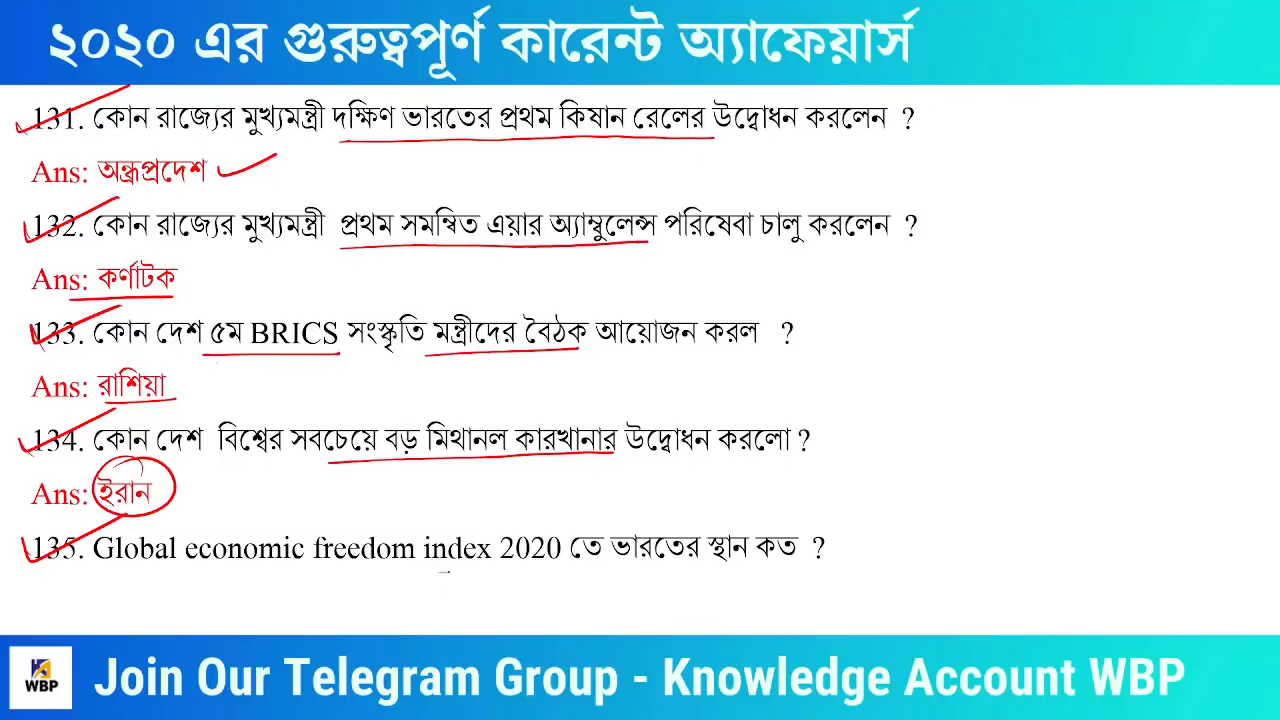 ২০২০ এর গুরুত্বপূর্ণ কারেন্ট অ্যাফেয়ার্স
131. কোন রাজ্যের মুখ্যমন্ত্রী দক্ষিণ ভারতের প্রথম কিষান রেলের উদ্বোধন করলেন ?
Ans: অন্ধ্রপ্রদেশ
132. কোন রাজ্যের মুখ্যমন্ত্রী প্রথম সমন্বিত এয়ার অ্যাম্বুলেন্স পরিষেবা চালু করলেন ?
Ans: কর্ণাটক
133. কোন দেশ ৫ম BRICS সংস্কৃতি মন্ত্রীদের বৈঠক আয়োজন করল ?
Ans: রাশিয়া
134. কোন দেশ বিশ্বের সবচেয়ে বড় মিথানল কারখানার উদ্বোধন করলো ?
Ans: ইরান
135. Global economic freedom index 2020 তে ভারতের স্থান কত ?
WBP
Join Our Telegram Group - Knowledge Account WBP